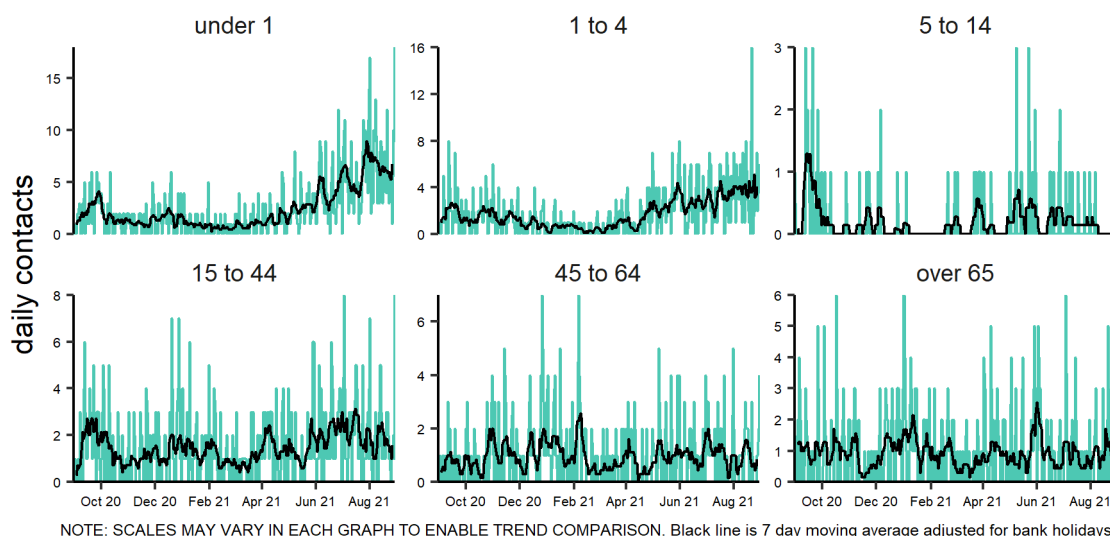 under 1
1 to 4
5 to 14
15
10
5
0
16
12
8
4
0
3
2
1
0
daily contacts
15 to 44
45 to 64
over 65
8
6
4
2
0
6
4
2
0
6
5
4
3
2
1
0
Oct 20 Dec 20 Feb 21 Apr 21 Jun 21 Aug 21
Oct 20 Dec 20 Feb 21 Apr 21 Jun 21 Aug 21
Oct 20 Dec 20 Feb 21 Apr 21 Jun 21 Aug 21
NOTE: SCALES MAY VARY IN EACH GRAPH TO ENABLE TREND COMPARISON. Black line is 7 day moving average adjusted for bank holidays